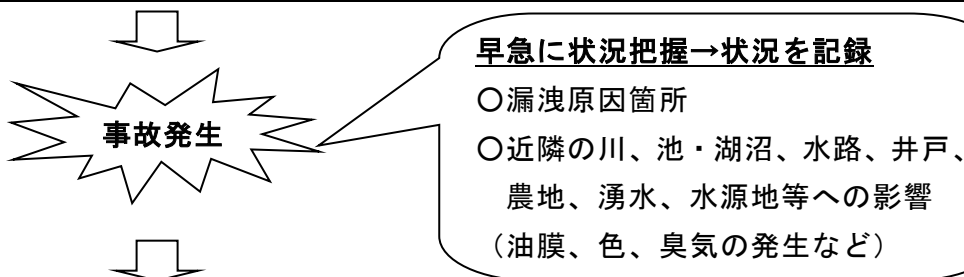 早急に状況把握→状況を記録
事故発生
〇漏洩原因箇所
〇近隣の川、池・湖沼、水路、井戸、
農地、湧水、水源地等への影響
（油膜、色、臭気の発生など）